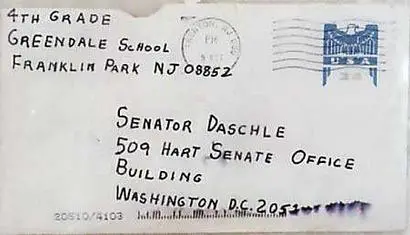 4TH GRADE
GREENDALE SCHOOL
FRANKLIN PARK NJ 08852
PM
USA
SENATOR DASCHLE
509 HART SENATE OFFICE
BUILDING
WASHINGTON D.C. 2051
20510/4103